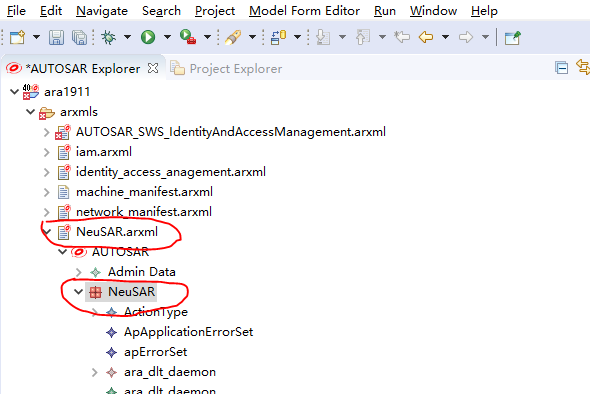 File Edit Navigate Search Project Model Form Editor Run Window Help
*AUTOSAR Explorer Project Explorer
40 ara1911
arxmls
AUTOSAR_SWS_IdentityAndAccessManagement.arxml
iam.arxml
identity_access_anagement.arxml
machine_manifest.arxml
network_manifest.arxml
NeuSAR.arxml
AUTOSAR
Admin Data
NeuSAR
ActionType
ApApplicationErrorSet
apErrorSet
ara_dlt_daemon
ara_dlt_daemon